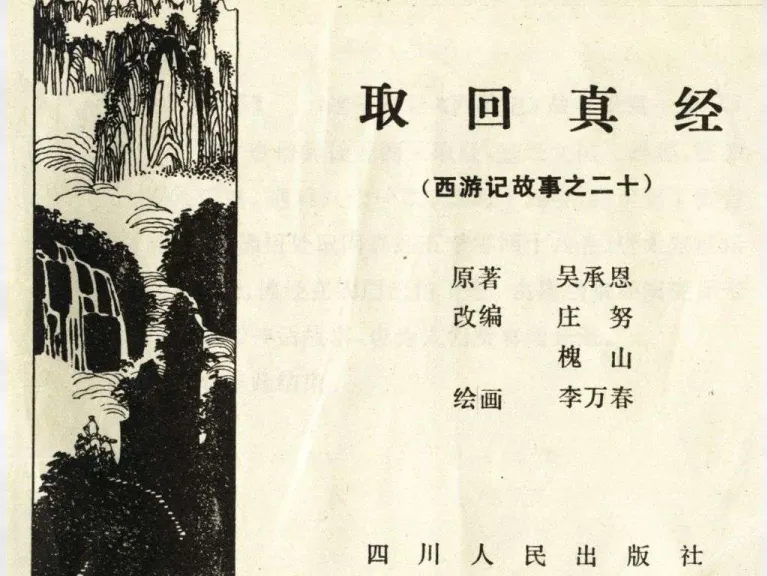 取回真经
(西游记故事之二十)
原著 吴承恩
改编 庄努
槐山
绘画 李万春
四川人民出版社